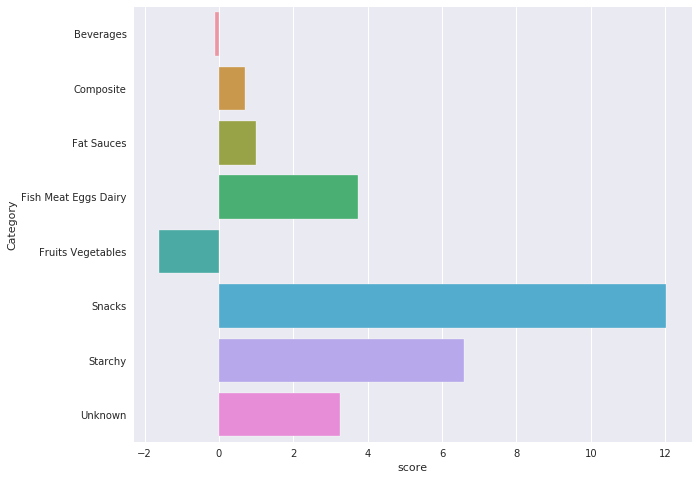 Beverages
Composite
Fat Sauces
Fish Meat Eggs Dairy
Fruits Vegetables
Snacks
Starchy
Unknown
Category
−2 0 2 4 6 8 10 12
score